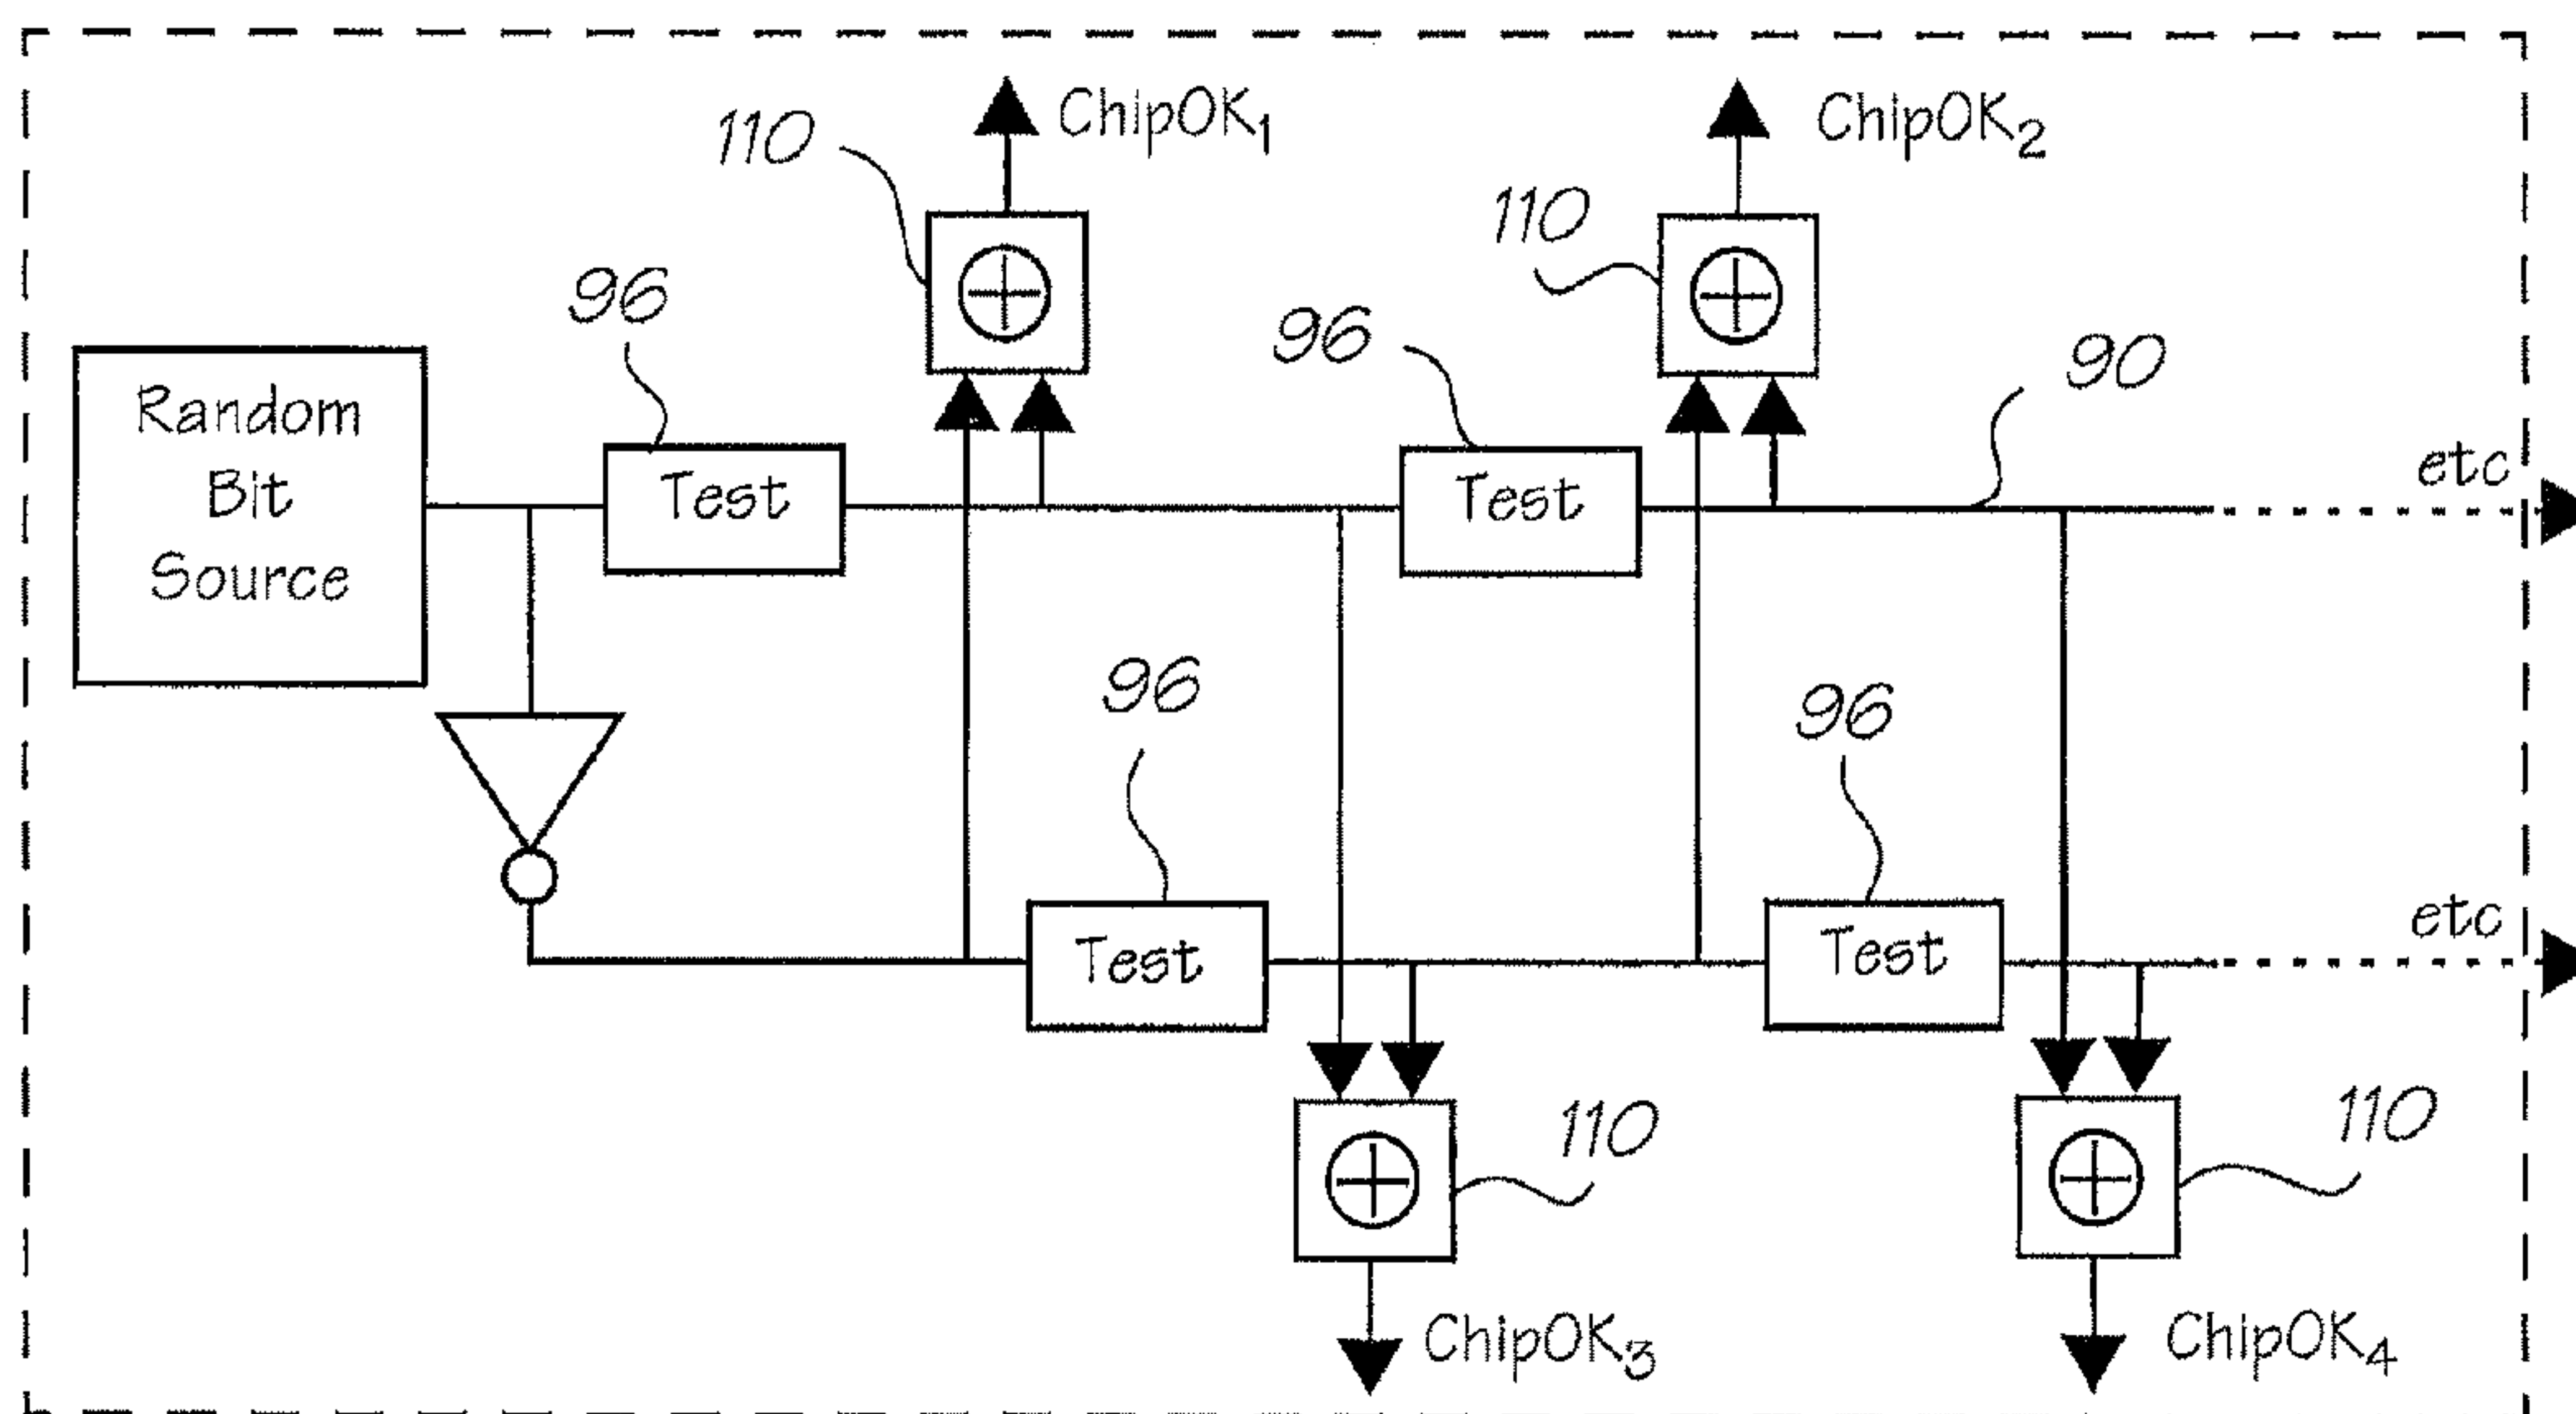 110
ChipOK1
ChipOK2
110
96
96
90
Random
Bit
Source
Test
Test
etc
96
96
Test
Test
etc
110
110
ChipOK3
ChipOK4